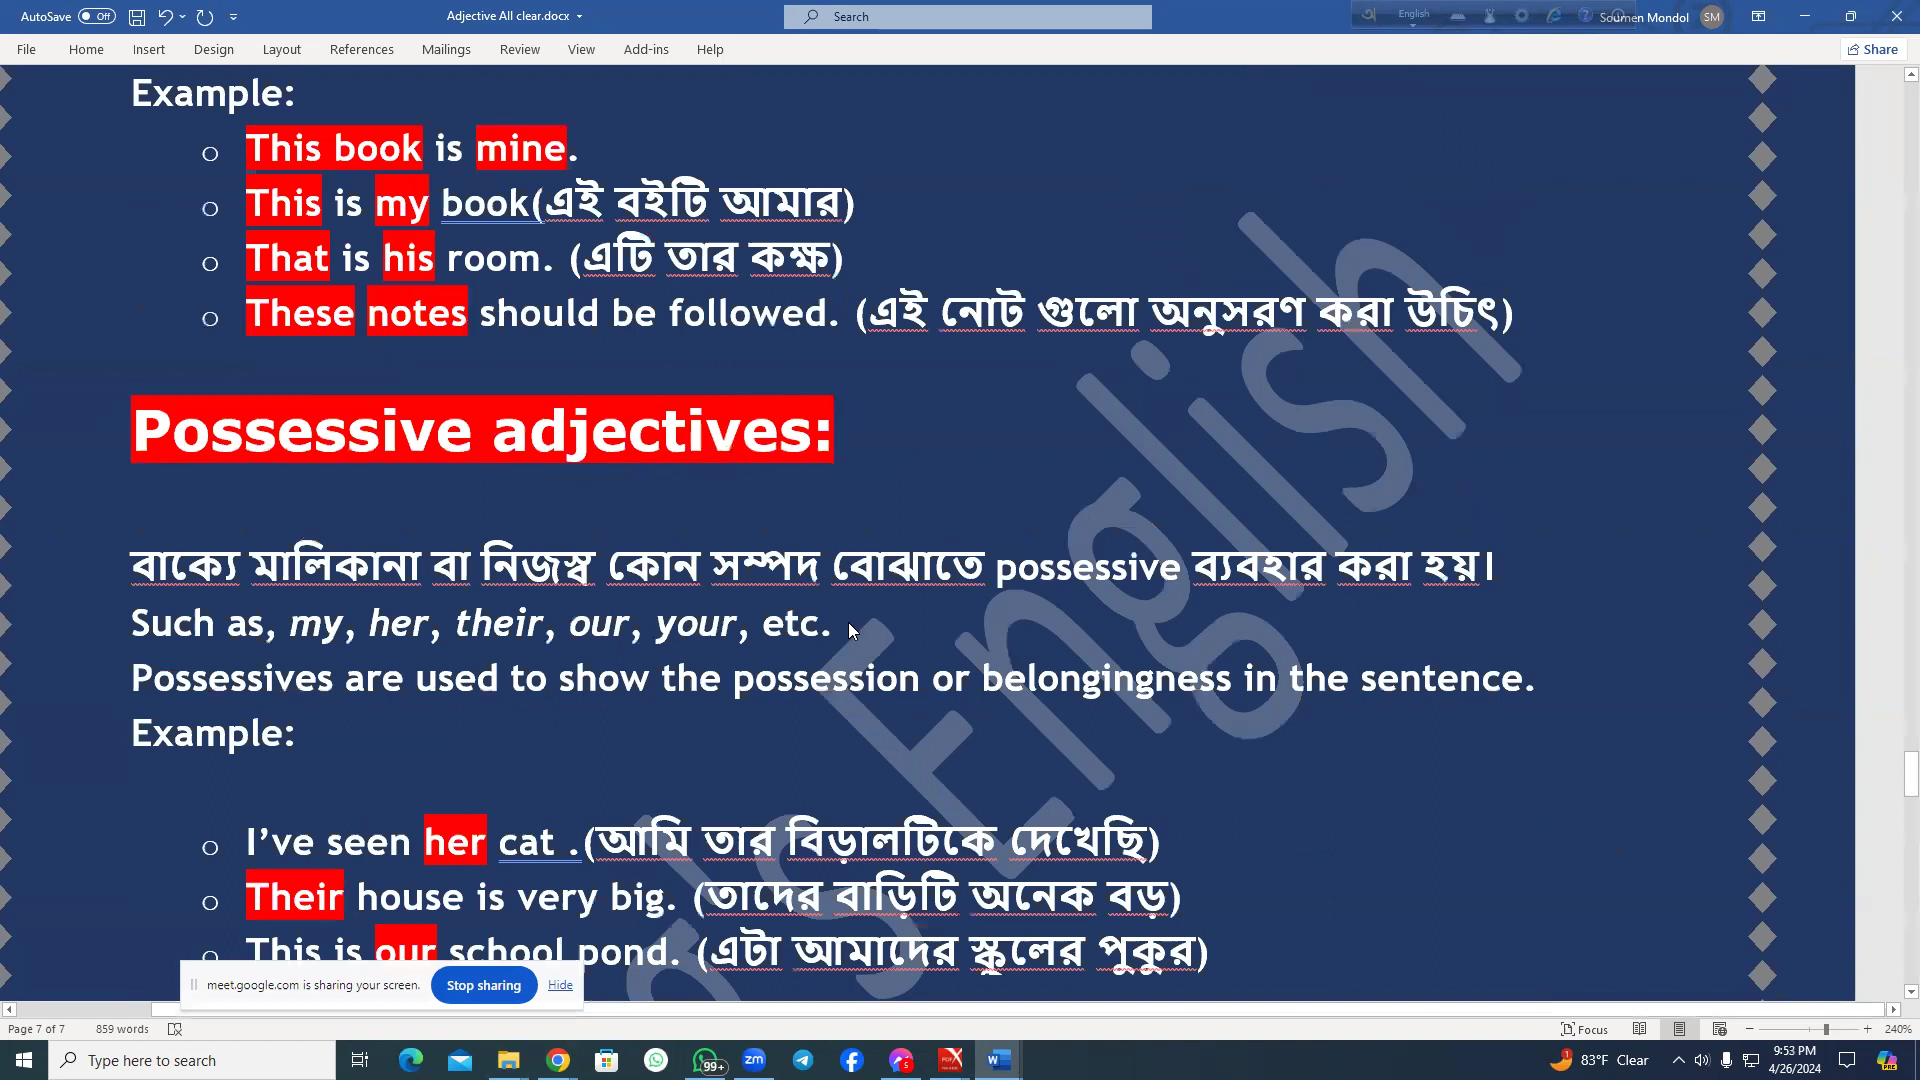 AutoSave Off Adjective All clear.docx Search English Soumen Mondol SM
File Home Insert Design Layout References Mailings Review View Add-ins Help Share
Example:
o This book is mine.
o This is my book(এই বইটি আমার)
o That is his room. (এটি তার কক্ষ)
o These notes should be followed. (এই নোট গুলো অনুসরণ করা উচিৎ)
Possessive adjectives:
বাক্যে মালিকানা বা নিজস্ব কোন সম্পদ বোঝাতে possessive ব্যবহার করা হয়।
Such as, my, her, their, our, your, etc.
Possessives are used to show the possession or belongingness in the sentence.
Example:
o I’ve seen her cat .(আমি তার বিড়ালটিকে দেখেছি)
o Their house is very big. (তাদের বাড়িটি অনেক বড়)
o This is our school pond. (এটা আমাদের স্কুলের পুকুর)
English
meet.google.com is sharing your screen. Stop sharing Hide
Page 7 of 7 859 words Focus 240%
Type here to search 99+ zm 83°F Clear 9:53 PM
4/26/2024